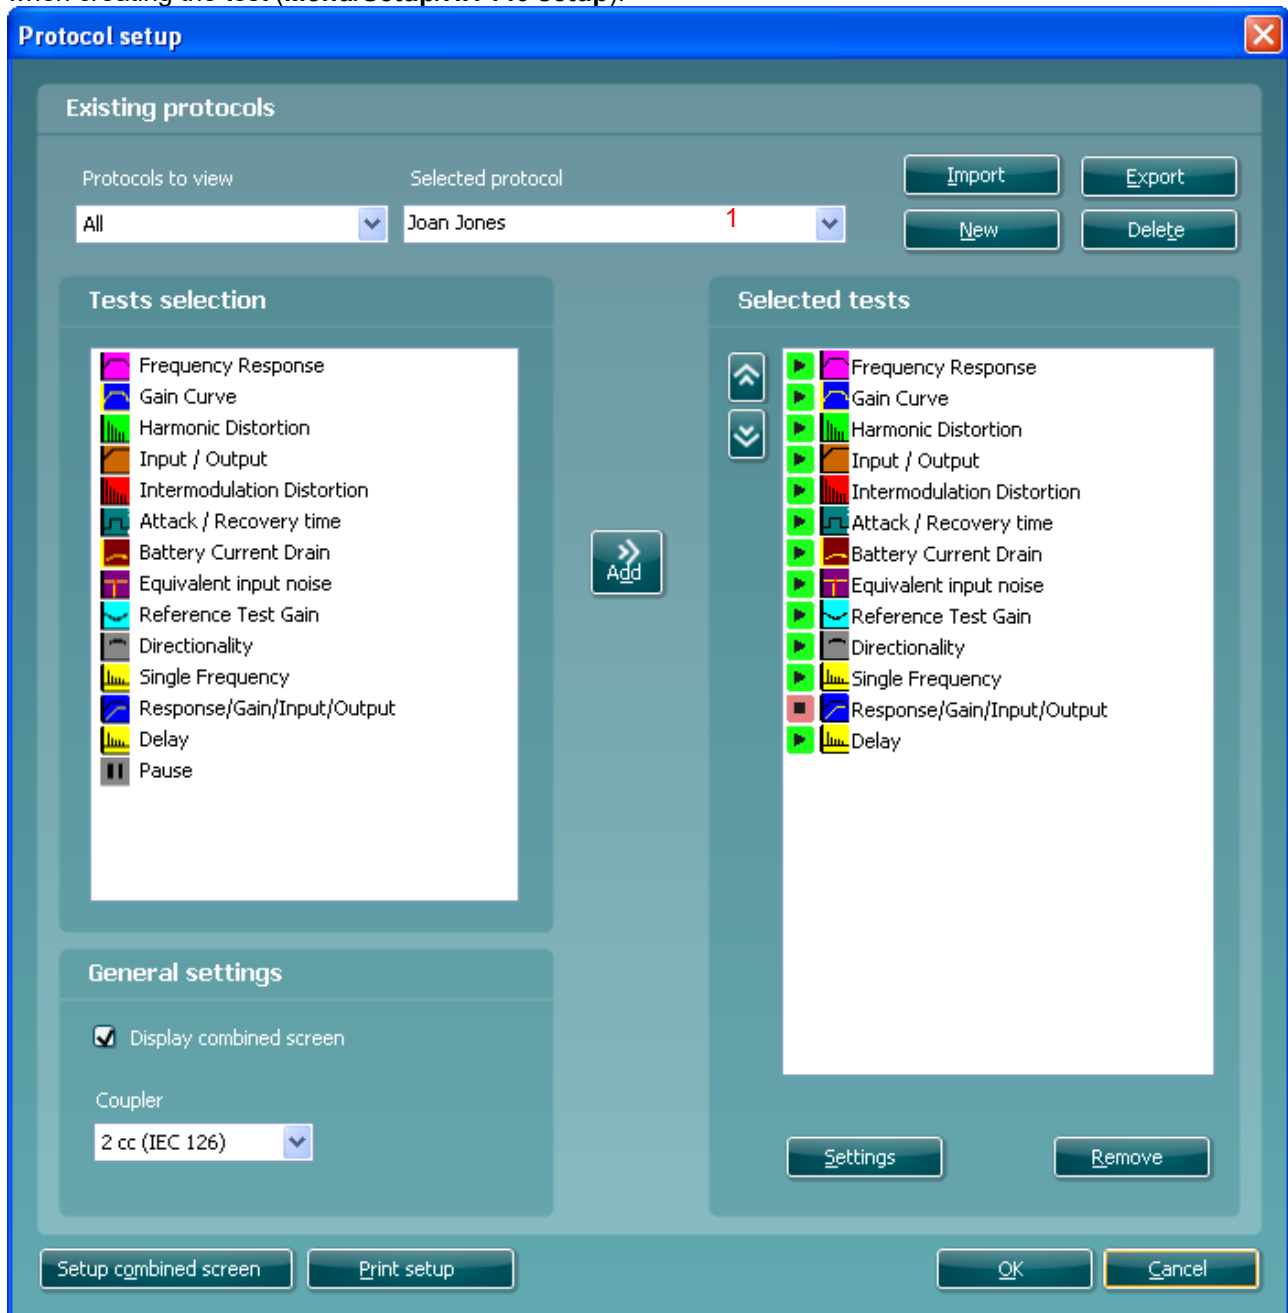 Protocol setup
Existing protocols
Protocols to view
Selected protocol
Import
Export
All
Joan Jones
1
New
Delete
Tests selection
Frequency Response
Gain Curve
Harmonic Distortion
Input / Output
Intermodulation Distortion
Attack / Recovery time
Battery Current Drain
Equivalent input noise
Reference Test Gain
Directionality
Single Frequency
Response/Gain/Input/Output
Delay
Pause
Add
Selected tests
Frequency Response
Gain Curve
Harmonic Distortion
Input / Output
Intermodulation Distortion
Attack / Recovery time
Battery Current Drain
Equivalent input noise
Reference Test Gain
Directionality
Single Frequency
Response/Gain/Input/Output
Delay
General settings
Display combined screen
Coupler
2 cc (IEC 126)
Settings
Remove
Setup combined screen
Print setup
OK
Cancel